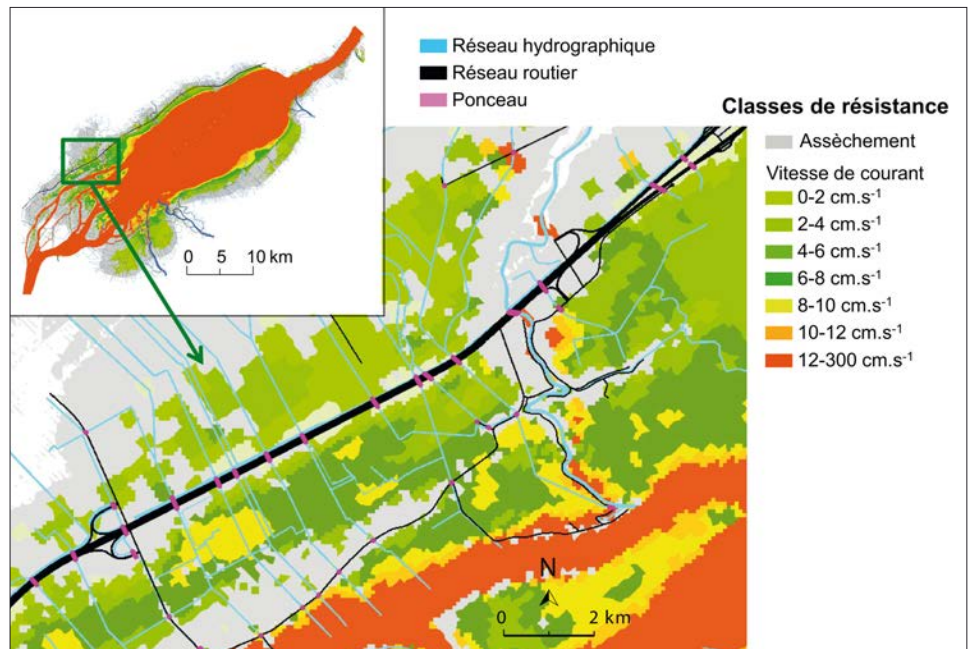 Réseau hydrographique
Réseau routier
Ponceau
Classes de résistance
Assèchement
Vitesse de courant
0-2 cm.s⁻¹
2-4 cm.s⁻¹
4-6 cm.s⁻¹
6-8 cm.s⁻¹
8-10 cm.s⁻¹
10-12 cm.s⁻¹
12-300 cm.s⁻¹
0 5 10 km
N
0 2 km